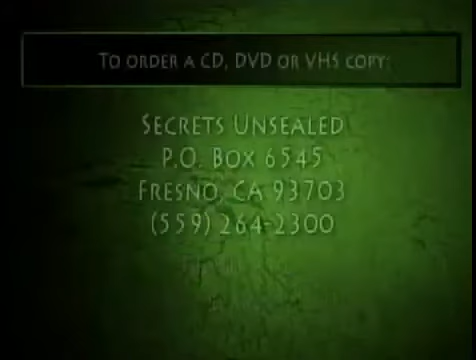 To order a CD, DVD or VHS copy:
Secrets Unsealed
P.O. Box 6545
Fresno, CA 93703
(559) 264-2300